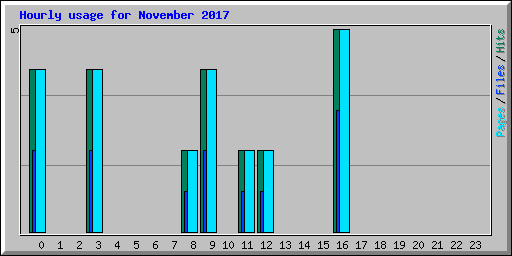 Hourly usage for November 2017
5
Pages/Files/Hits
0 1 2 3 4 5 6 7 8 9 10 11 12 13 14 15 16 17 18 19 20 21 22 23